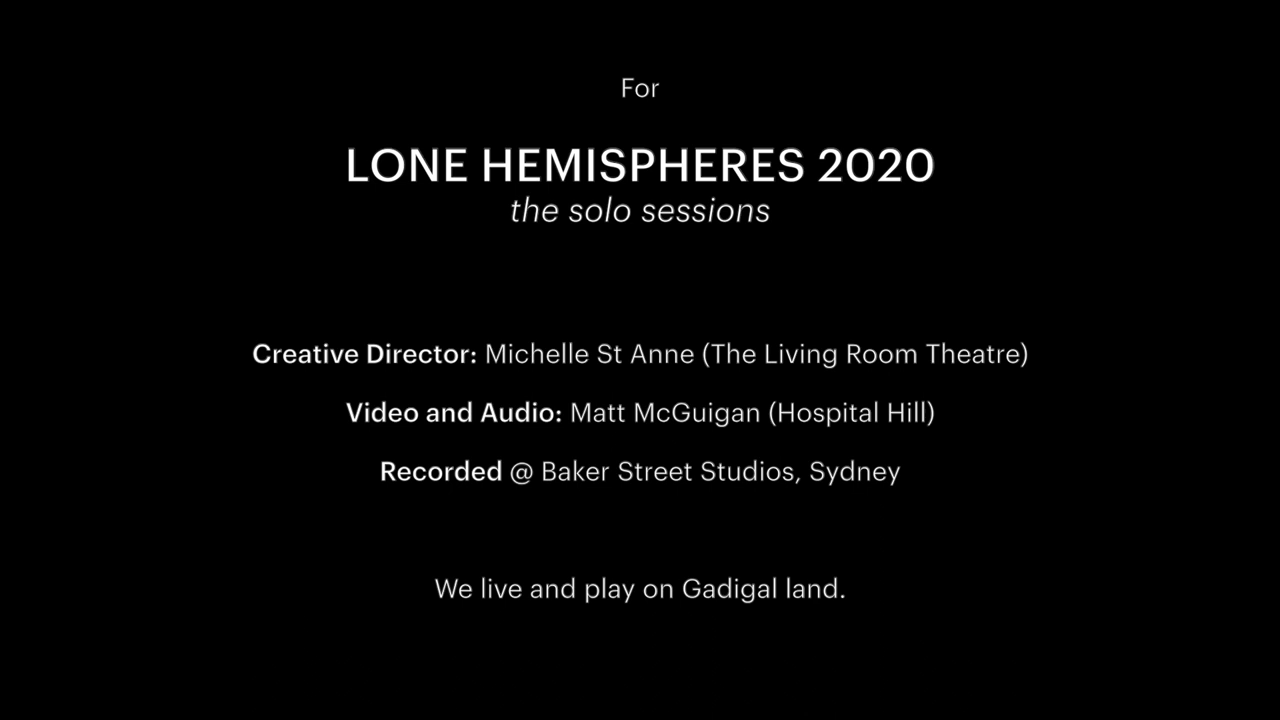 For
LONE HEMISPHERES 2020
the solo sessions
Creative Director: Michelle St Anne (The Living Room Theatre)
Video and Audio: Matt McGuigan (Hospital Hill)
Recorded @ Baker Street Studios, Sydney
We live and play on Gadigal land.